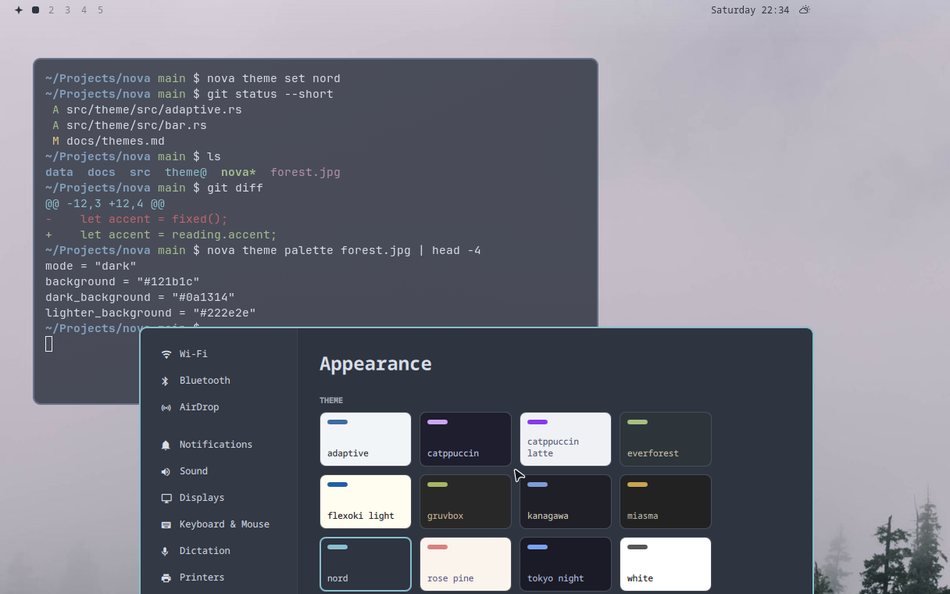 2 3 4 5
Saturday 22:34
~/Projects/nova main $ nova theme set nord
~/Projects/nova main $ git status --short
A src/theme/src/adaptive.rs
A src/theme/src/bar.rs
M docs/themes.md
~/Projects/nova main $ ls
data docs src theme@ nova* forest.jpg
~/Projects/nova main $ git diff
@@ -12,3 +12,4 @@
-    let accent = fixed();
+    let accent = reading.accent;
~/Projects/nova main $ nova theme palette forest.jpg | head -4
mode = "dark"
background = "#121b1c"
dark_background = "#0a1314"
lighter_background = "#222e2e"
~/Projects/nova main $
Wi-Fi
Bluetooth
AirDrop
Notifications
Sound
Displays
Keyboard & Mouse
Dictation
Printers
Appearance
THEME
adaptive
catppuccin
catppuccin
latte
everforest
flexoki light
gruvbox
kanagawa
miasma
nord
rose pine
tokyo night
white